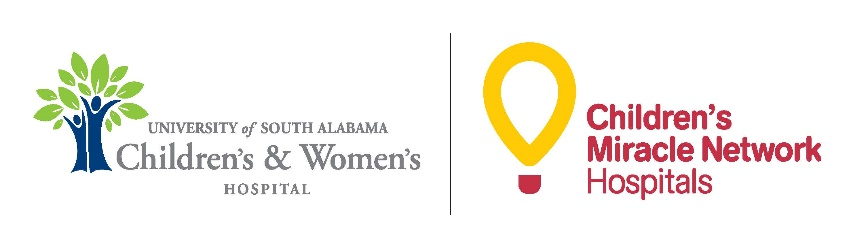 UNIVERSITY of SOUTH ALABAMA
Children's & Women's
HOSPITAL
Children's
Miracle Network
Hospitals